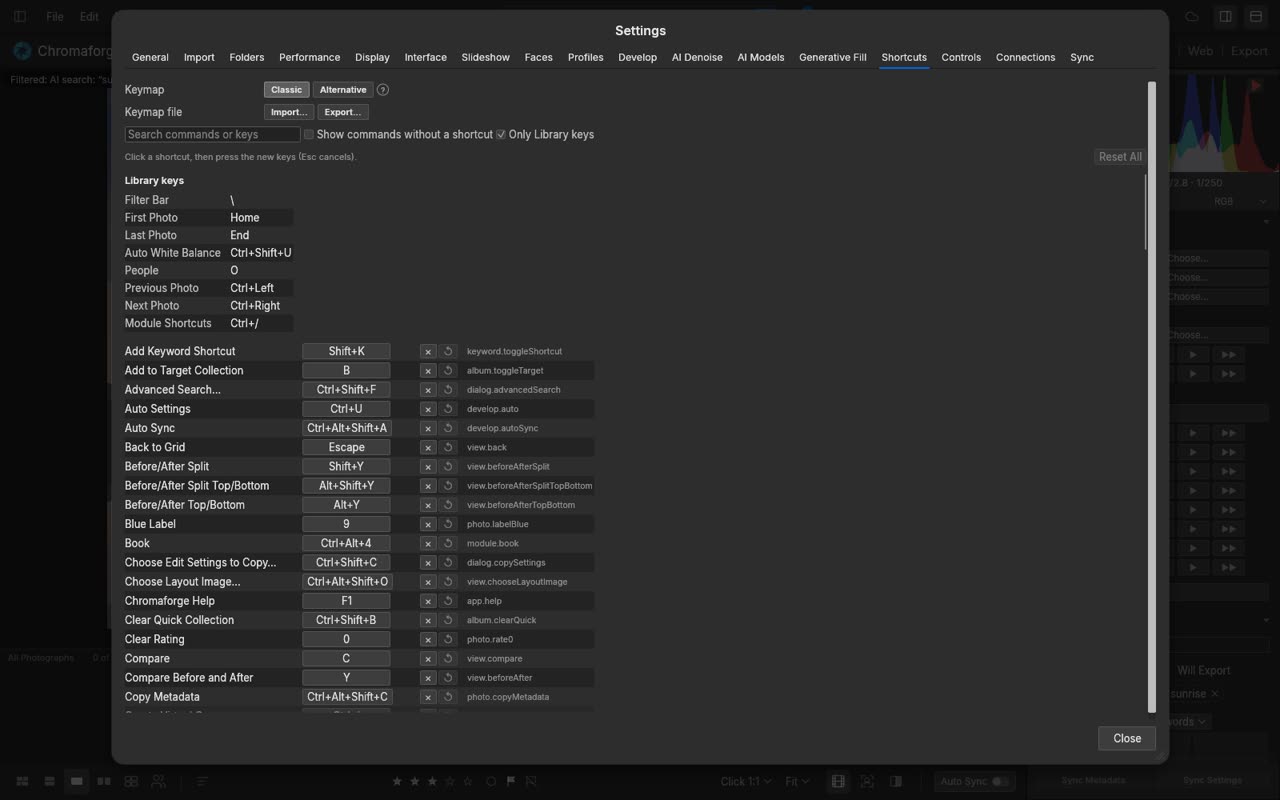 File Edit
Settings
Chromaforg
Web Export
General Import Folders Performance Display Interface Slideshow Faces Profiles Develop AI Denoise AI Models Generative Fill Shortcuts Controls Connections Sync
Filtered: AI search: "su
Keymap Classic Alternative ?
Keymap file Import... Export...
Search commands or keys Show commands without a shortcut Only Library keys
Click a shortcut, then press the new keys (Esc cancels). Reset All
/2.8 - 1/250
RGB
Library keys
Filter Bar \
First Photo Home
Last Photo End
Auto White Balance Ctrl+Shift+U
People O
Previous Photo Ctrl+Left
Next Photo Ctrl+Right
Module Shortcuts Ctrl+/
Choose...
Choose...
Choose...
Choose...
Add Keyword Shortcut Shift+K keyword.toggleShortcut
Add to Target Collection B album.toggleTarget
Advanced Search... Ctrl+Shift+F dialog.advancedSearch
Auto Settings Ctrl+U develop.auto
Auto Sync Ctrl+Alt+Shift+A develop.autoSync
Back to Grid Escape view.back
Before/After Split Shift+Y view.beforeAfterSplit
Before/After Split Top/Bottom Alt+Shift+Y view.beforeAfterSplitTopBottom
Before/After Top/Bottom Alt+Y view.beforeAfterTopBottom
Blue Label 9 photo.labelBlue
Book Ctrl+Alt+4 module.book
Choose Edit Settings to Copy... Ctrl+Shift+C dialog.copySettings
Choose Layout Image... Ctrl+Alt+Shift+O view.chooseLayoutImage
Chromaforge Help F1 app.help
Clear Quick Collection Ctrl+Shift+B album.clearQuick
Clear Rating 0 photo.rate0
Compare C view.compare
Compare Before and After Y view.beforeAfter
Copy Metadata Ctrl+Alt+Shift+C photo.copyMetadata
All Photographs 0 of
Will Export
sunrise
words
Close
Click 1:1 Fit Auto Sync Sync Metadata Sync Settings